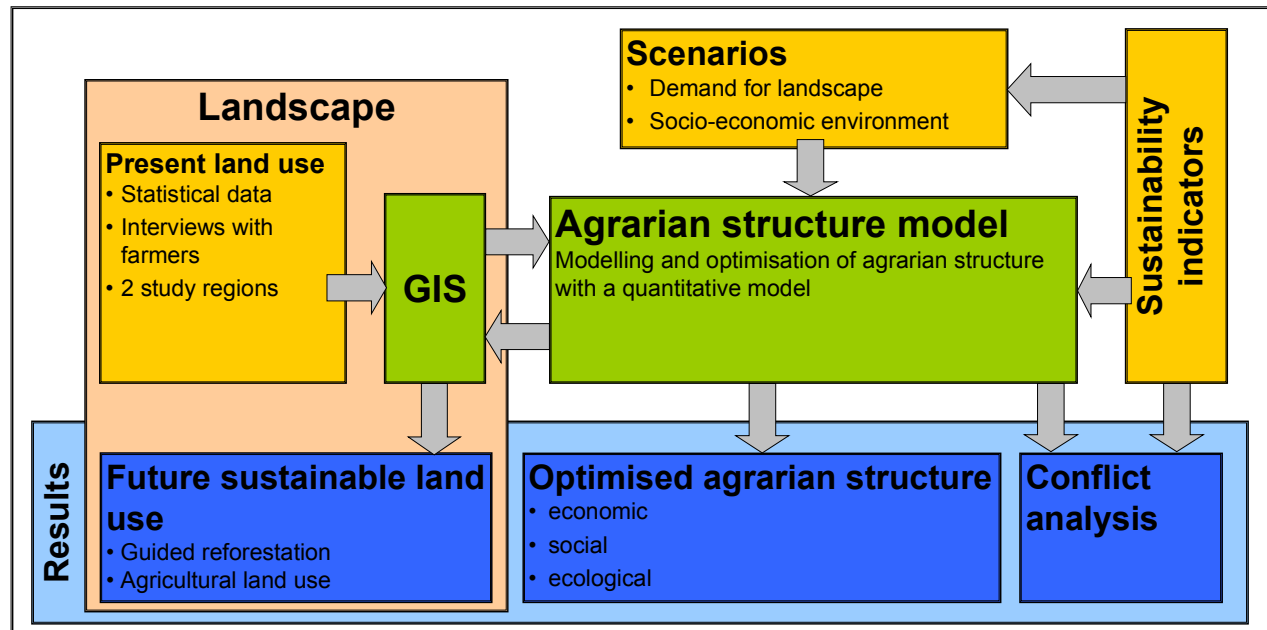 Scenarios
• Demand for landscape
• Socio-economic environment
Sustainability
indicators
Landscape
Present land use
• Statistical data
• Interviews with
farmers
• 2 study regions
GIS
Agrarian structure model
Modelling and optimisation of agrarian structure
with a quantitative model
Results
Future sustainable land
use
• Guided reforestation
• Agricultural land use
Optimised agrarian structure
• economic
• social
• ecological
Conflict
analysis